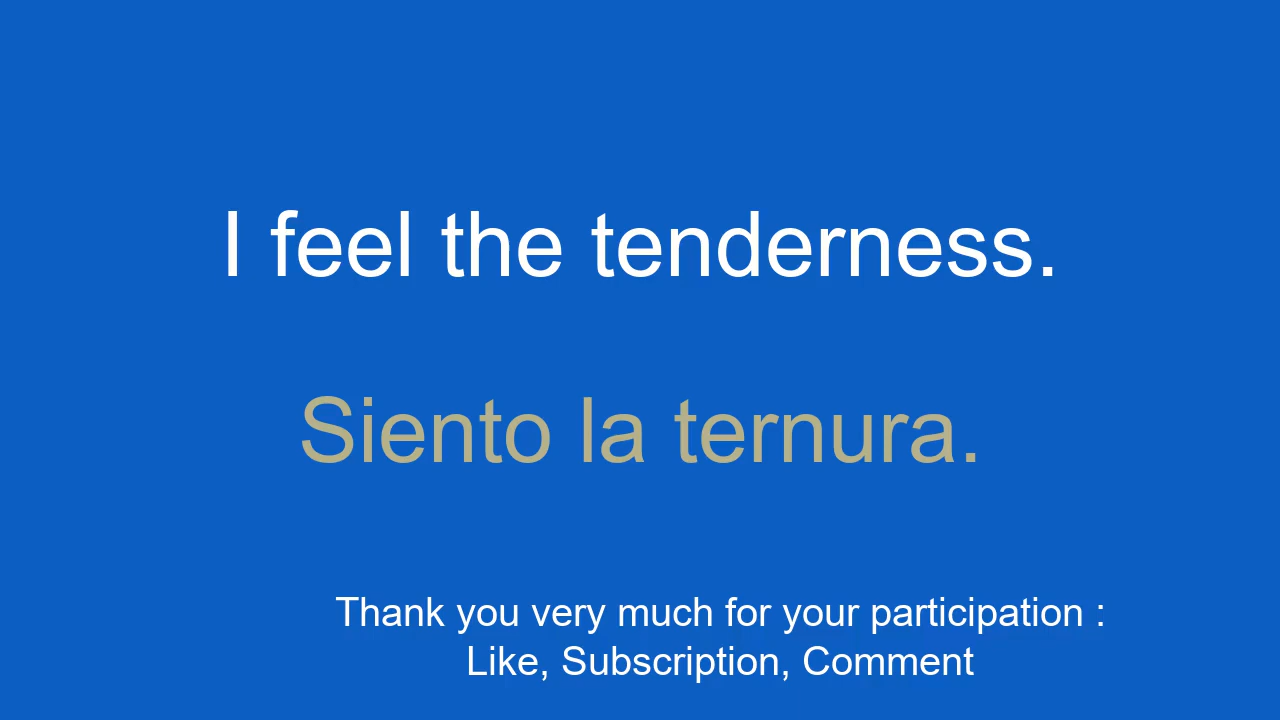 I feel the tenderness.
Siento la ternura.
Thank you very much for your participation :
Like, Subscription, Comment